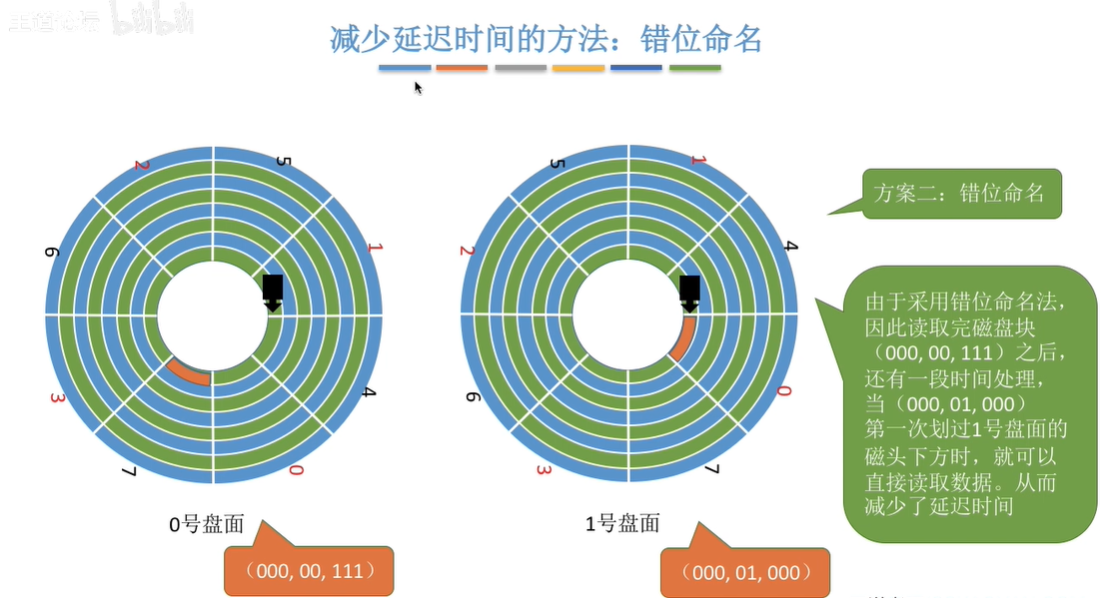 bilibili
减少延迟时间的方法：错位命名
2
5
6
1
3
4
7
0
5
1
2
4
6
0
3
7
方案二：错位命名
由于采用错位命名法，
因此读取完磁盘块
（000, 00, 111）之后，
还有一段时间处理，
当（000, 01, 000）
第一次划过1号盘面的
磁头下方时，就可以
直接读取数据。从而
减少了延迟时间
0号盘面
1号盘面
（000, 00, 111）
（000, 01, 000）